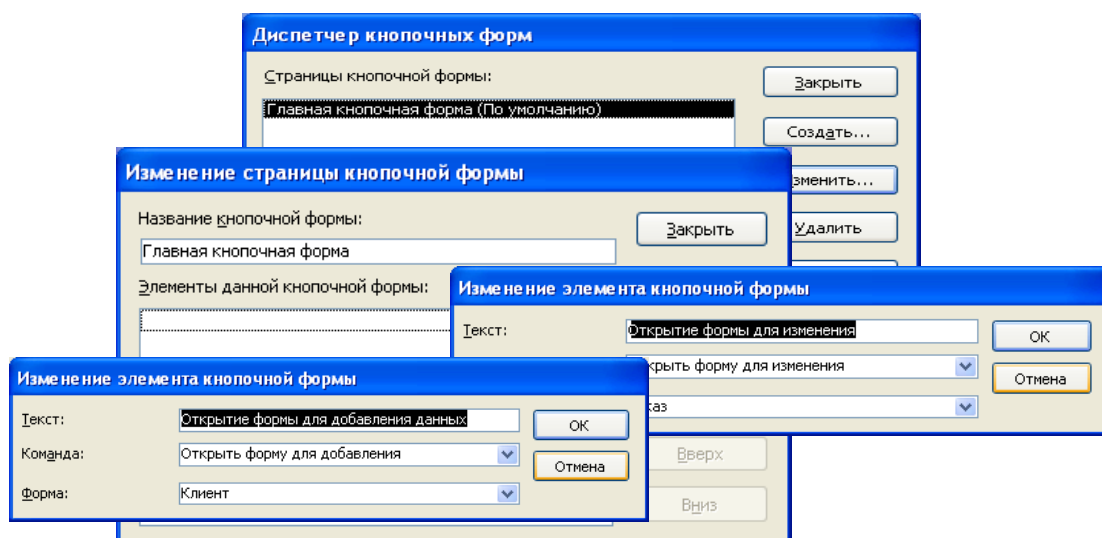 Диспетчер кнопочных форм
Страницы кнопочной формы:
Закрыть
Главная кнопочная форма (По умолчанию)
Создать...
Изменение страницы кнопочной формы
зменить...
Название кнопочной формы:
Закрыть
Удалить
Главная кнопочная форма
Элементы данной кнопочной формы:
Изменение элемента кнопочной формы
Текст:
Открытие формы для изменения
ОК
крыть форму для изменения
Отмена
каз
Изменение элемента кнопочной формы
Текст:
Открытие формы для добавления данных
ОК
Команда:
Открыть форму для добавления
Отмена
Форма:
Клиент
Вверх
Вниз